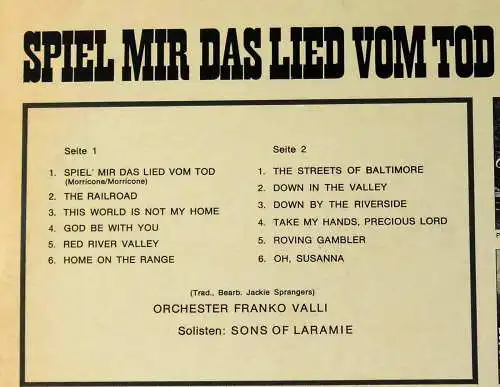 SPIEL MIR DAS LIED VOM TOD
Seite 1
1. SPIEL' MIR DAS LIED VOM TOD
(Morricone/Morricone)
2. THE RAILROAD
3. THIS WORLD IS NOT MY HOME
4. GOD BE WITH YOU
5. RED RIVER VALLEY
6. HOME ON THE RANGE
Seite 2
1. THE STREETS OF BALTIMORE
2. DOWN IN THE VALLEY
3. DOWN BY THE RIVERSIDE
4. TAKE MY HANDS, PRECIOUS LORD
5. ROVING GAMBLER
6. OH, SUSANNA
(Trad., Bearb. Jackie Sprangers)
ORCHESTER FRANKO VALLI
Solisten: SONS OF LARAMIE